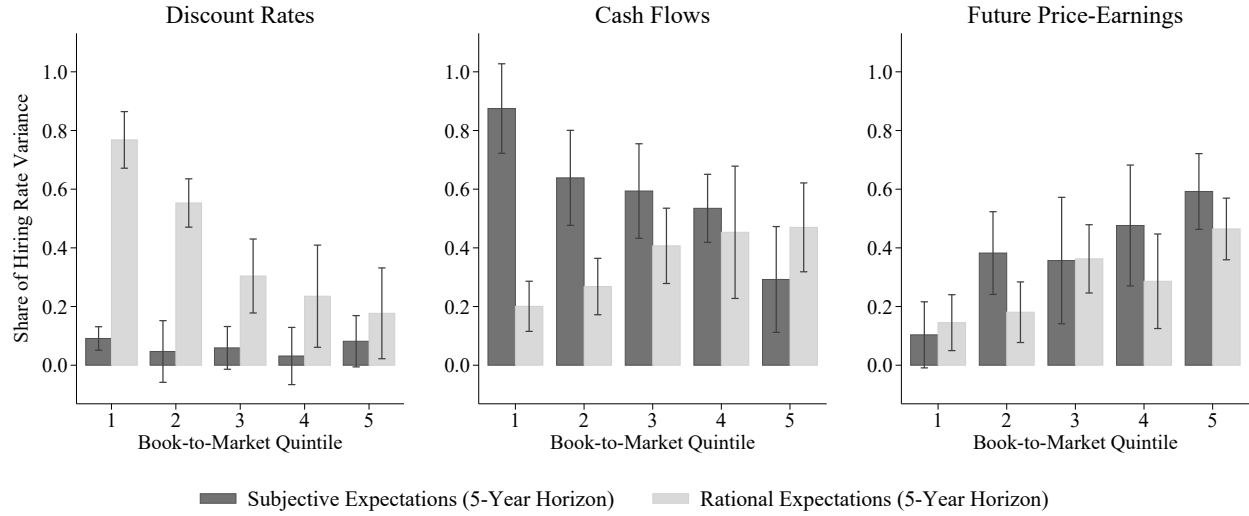 Discount Rates
Cash Flows
Future Price-Earnings
Share of Hiring Rate Variance
1.0
0.8
0.6
0.4
0.2
0.0
1 2 3 4 5
Book-to-Market Quintile
1.0
0.8
0.6
0.4
0.2
0.0
1 2 3 4 5
Book-to-Market Quintile
1.0
0.8
0.6
0.4
0.2
0.0
1 2 3 4 5
Book-to-Market Quintile
Subjective Expectations (5-Year Horizon)
Rational Expectations (5-Year Horizon)